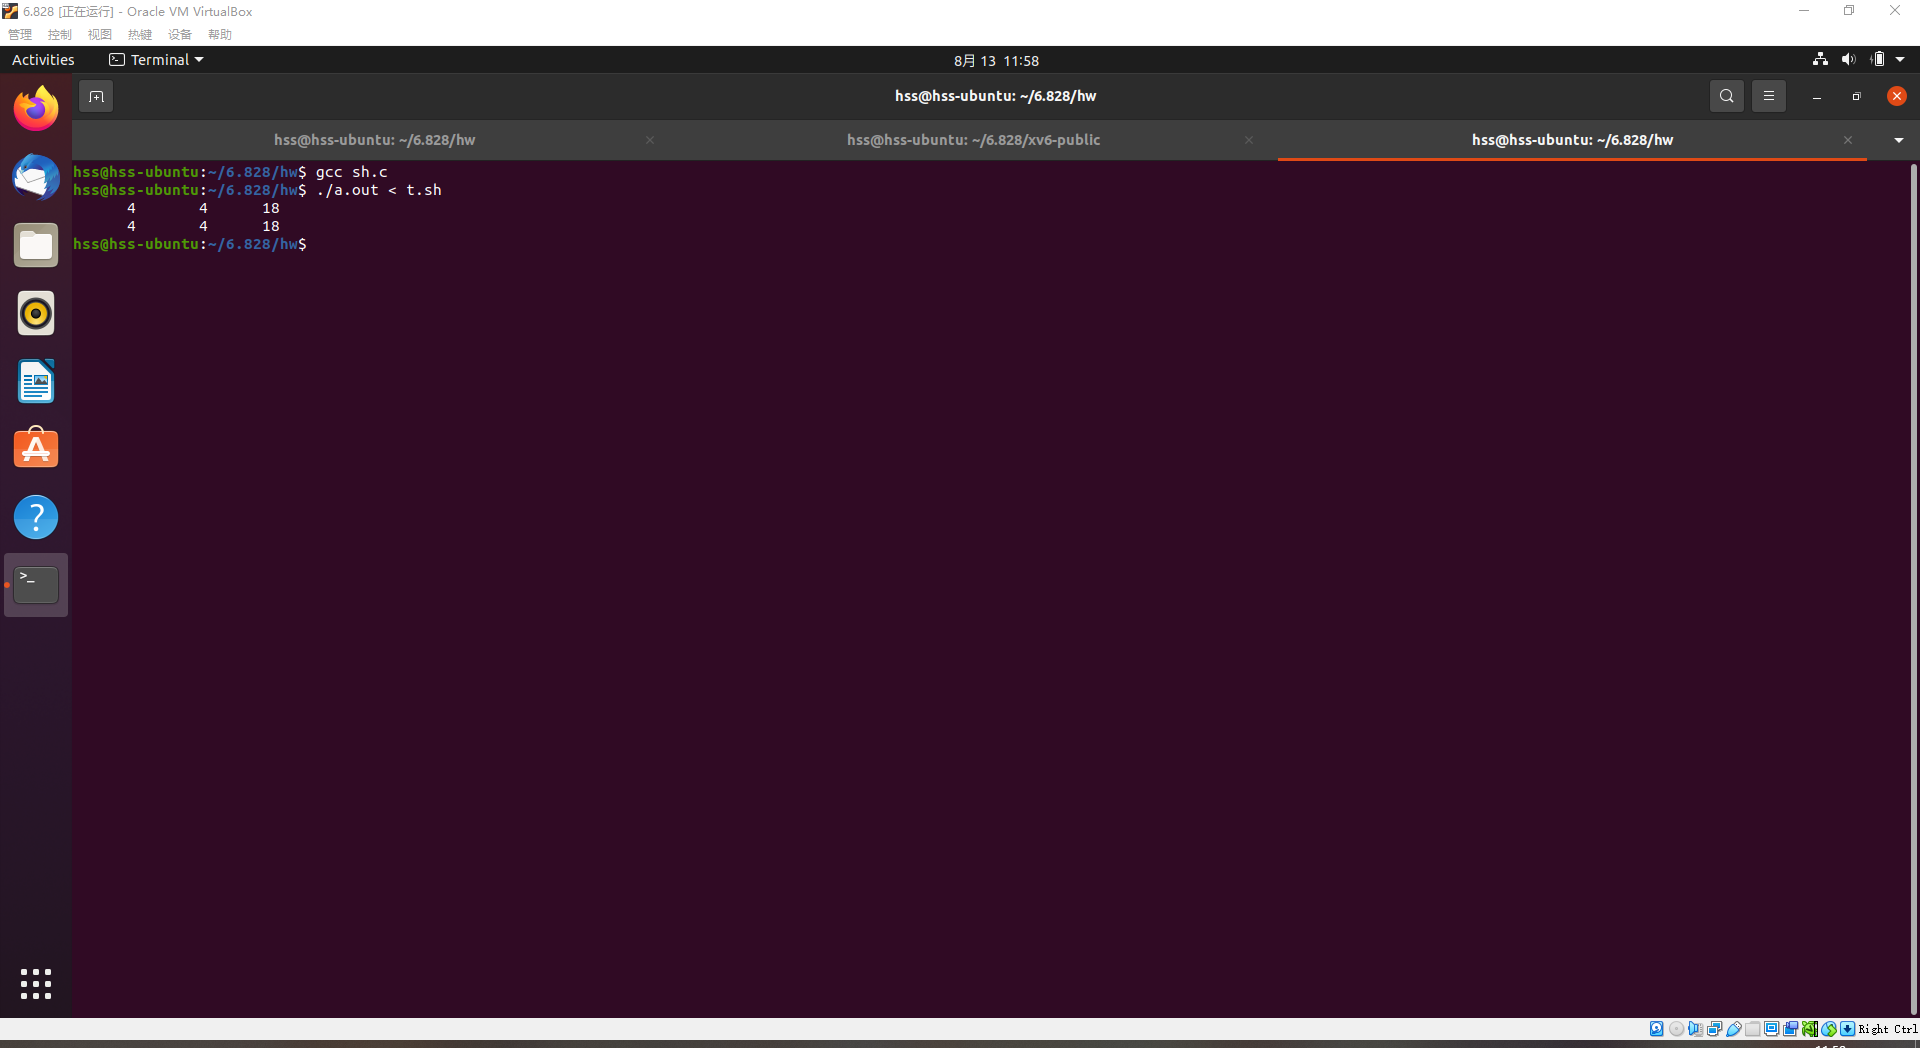 6.828 [正在运行] - Oracle VM VirtualBox
管理 控制 视图 热键 设备 帮助
Activities Terminal 8月 13 11:58
hss@hss-ubuntu: ~/6.828/hw
hss@hss-ubuntu: ~/6.828/hw hss@hss-ubuntu: ~/6.828/xv6-public hss@hss-ubuntu: ~/6.828/hw
hss@hss-ubuntu:~/6.828/hw$ gcc sh.c
hss@hss-ubuntu:~/6.828/hw$ ./a.out < t.sh
4 4 18
4 4 18
hss@hss-ubuntu:~/6.828/hw$
Right Ctrl